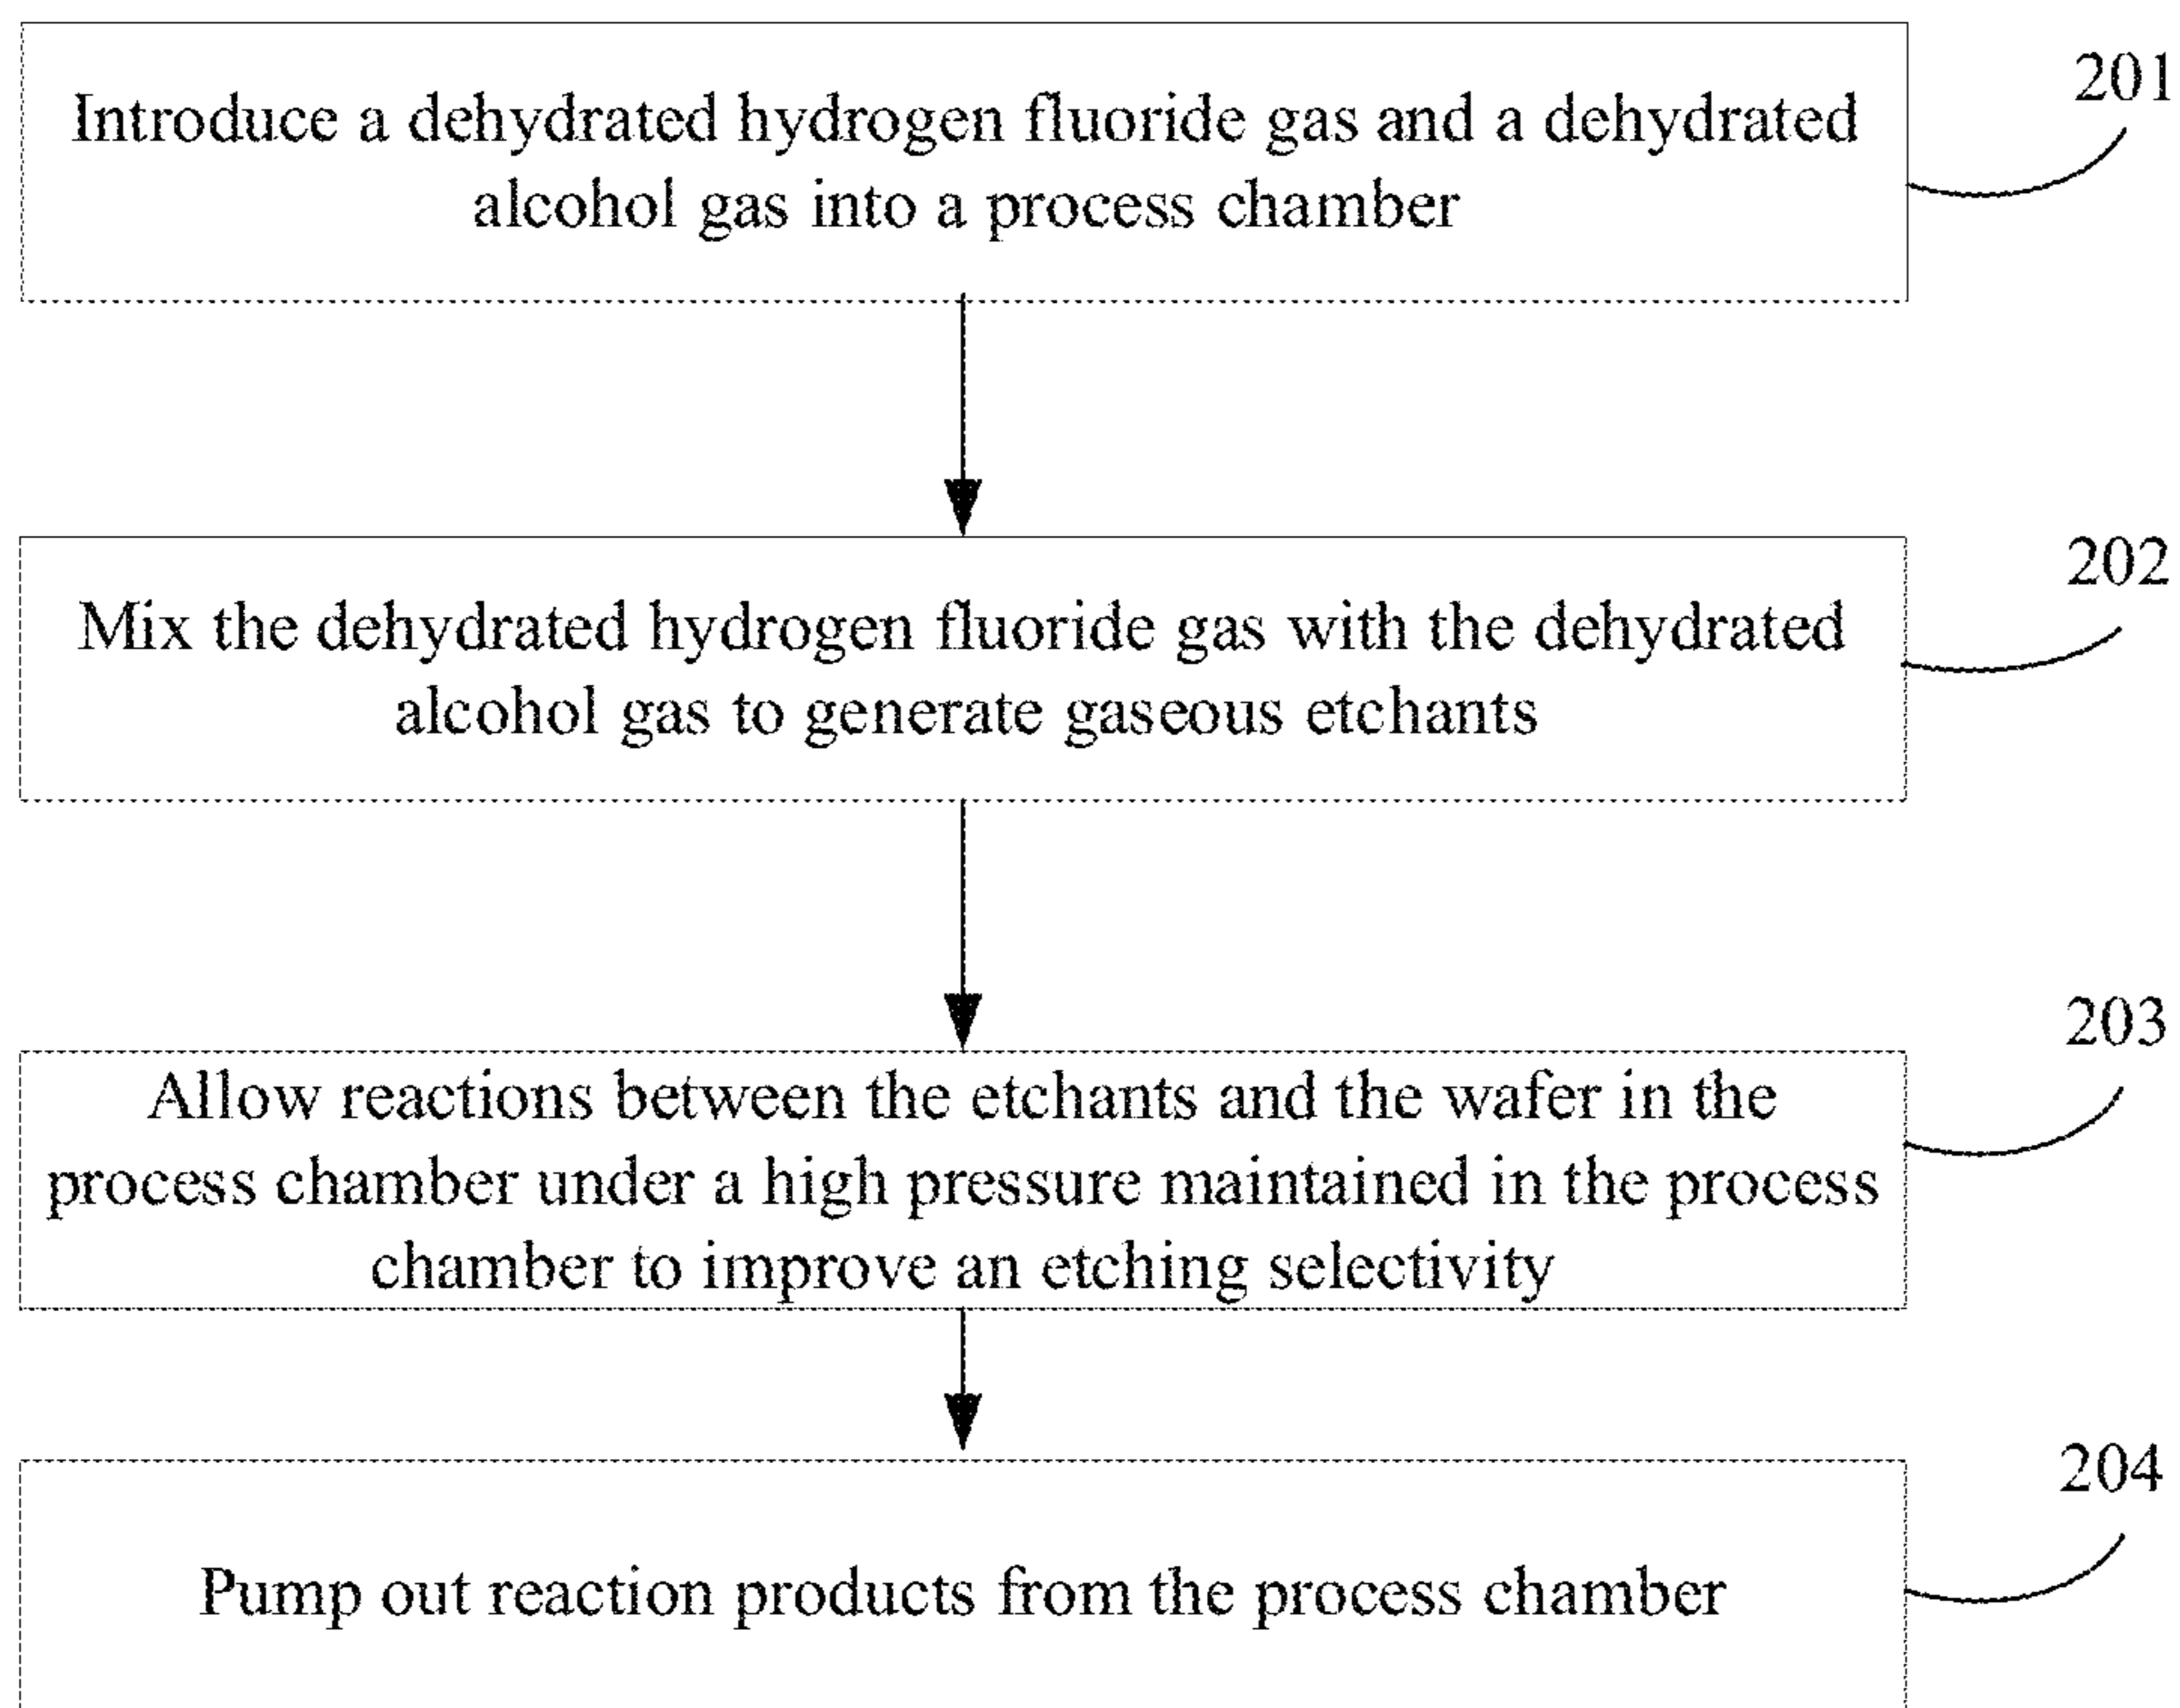 201
Introduce a dehydrated hydrogen fluoride gas and a dehydrated
alcohol gas into a process chamber
202
Mix the dehydrated hydrogen fluoride gas with the dehydrated
alcohol gas to generate gaseous etchants
203
Allow reactions between the etchants and the wafer in the
process chamber under a high pressure maintained in the process
chamber to improve an etching selectivity
204
Pump out reaction products from the process chamber